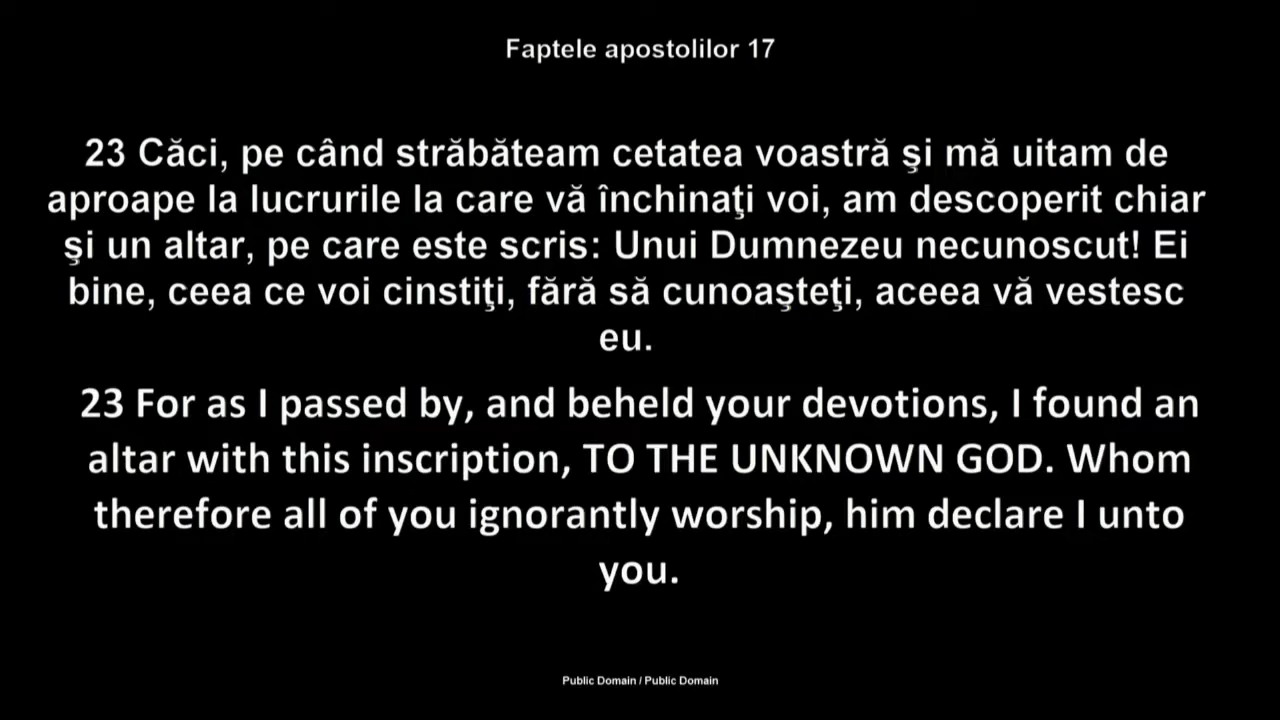 Faptele apostolilor 17
23 Căci, pe când străbăteam cetatea voastră şi mă uitam de
aproape la lucrurile la care vă închinaţi voi, am descoperit chiar
şi un altar, pe care este scris: Unui Dumnezeu necunoscut! Ei
bine, ceea ce voi cinstiţi, fără să cunoaşteţi, aceea vă vestesc
eu.
23 For as I passed by, and beheld your devotions, I found an
altar with this inscription, TO THE UNKNOWN GOD. Whom
therefore all of you ignorantly worship, him declare I unto
you.
Public Domain / Public Domain